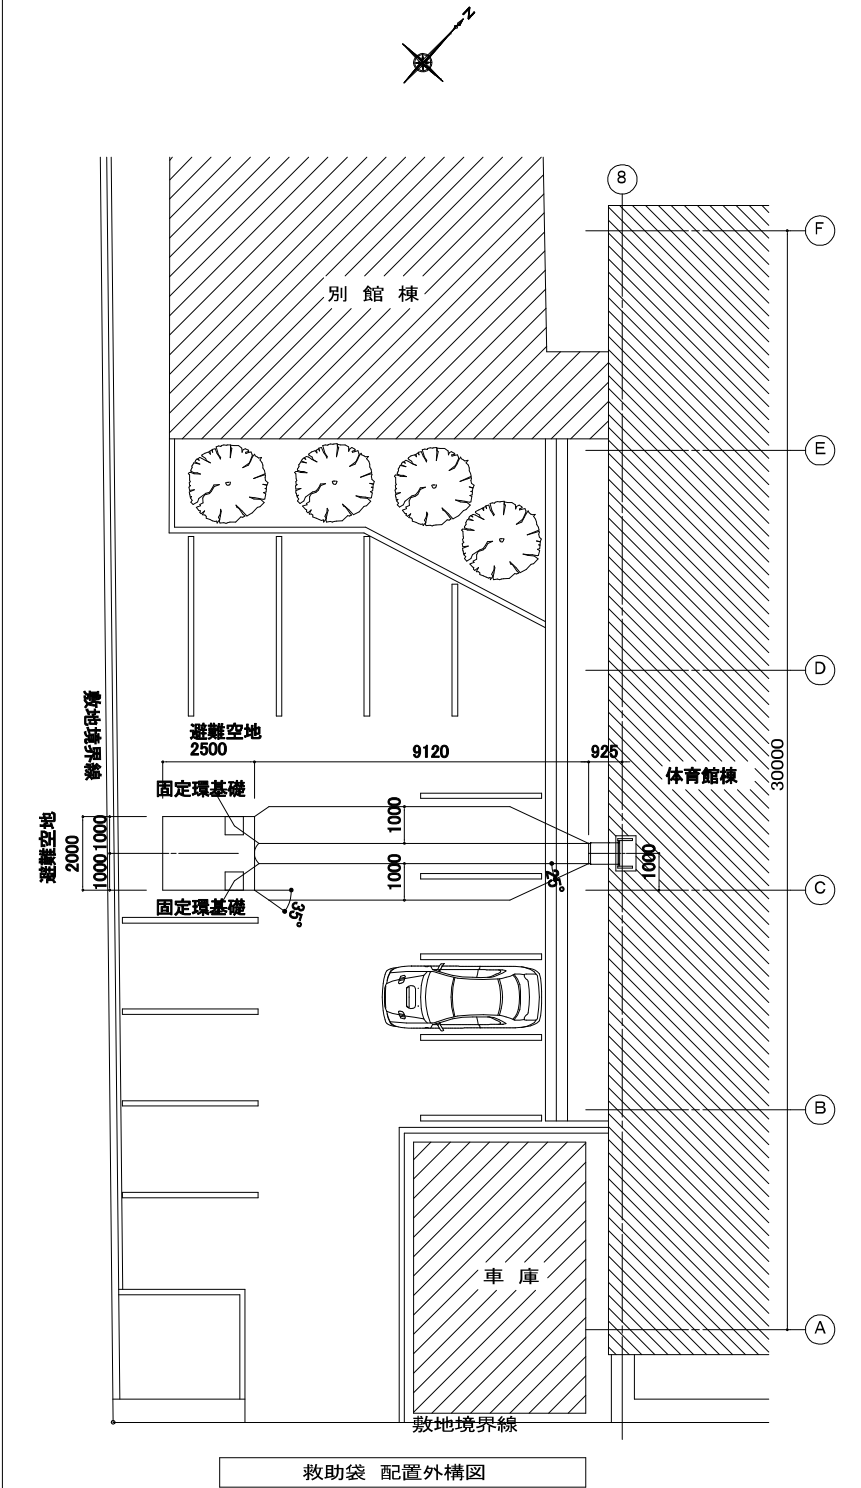 N
8
F
別 館 棟
E
D
敷地境界線
避難空地
2500
9120
925
体育館棟
30000
固定環基礎
1000
避難空地
2000
1000
1000
1000
1000
25°
C
固定環基礎
35°
B
車 庫
A
敷地境界線
救助袋 配置外構図